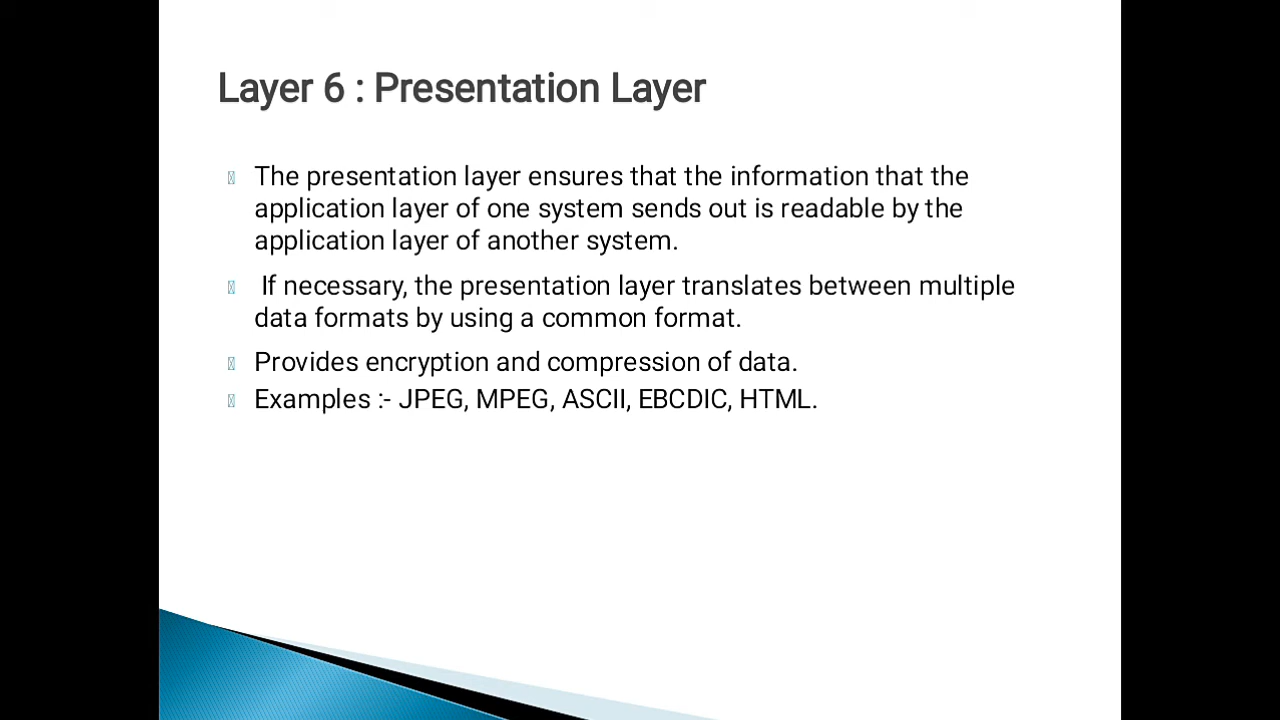 Layer 6 : Presentation Layer
The presentation layer ensures that the information that the
application layer of one system sends out is readable by the
application layer of another system.
If necessary, the presentation layer translates between multiple
data formats by using a common format.
Provides encryption and compression of data.
Examples :- JPEG, MPEG, ASCII, EBCDIC, HTML.